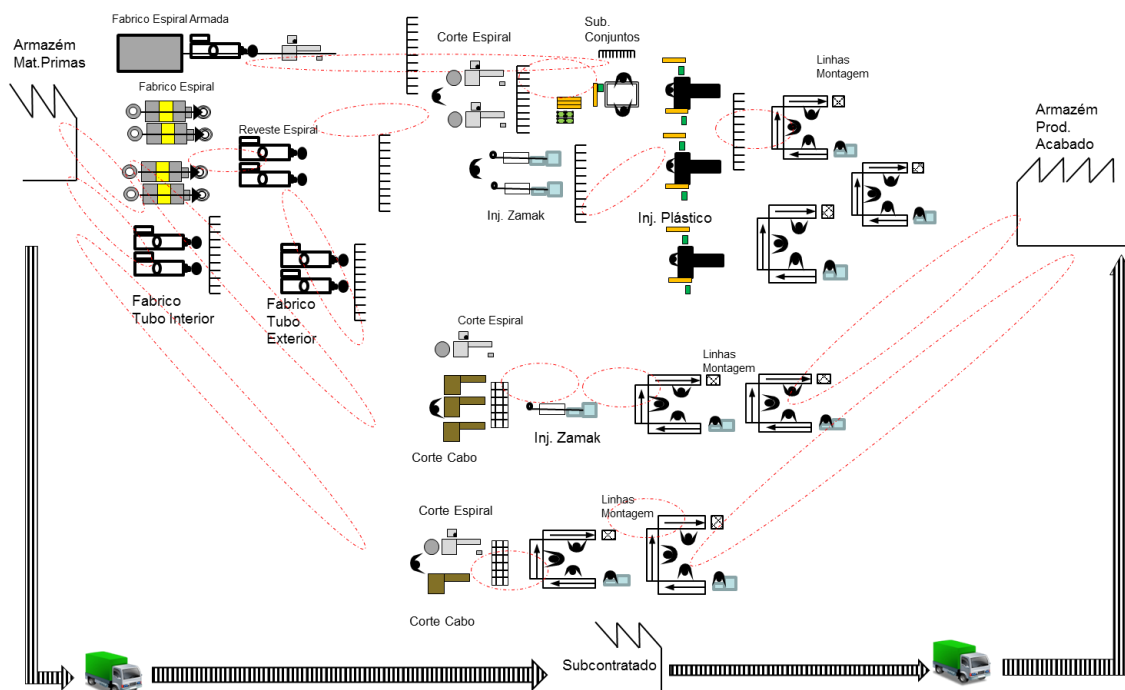 Fabrico Espiral Armada
Armazém
Mat.Primas
Corte Espiral
Sub.
Conjuntos
Linhas
Montagem
Fabrico Espiral
Reveste Espiral
Armazém
Prod.
Acabado
Inj. Zamak
Inj. Plástico
Fabrico
Tubo Interior
Fabrico
Tubo
Exterior
Corte Espiral
Linhas
Montagem
Inj. Zamak
Corte Cabo
Corte Espiral
Linhas
Montagem
Corte Cabo
Subcontratado